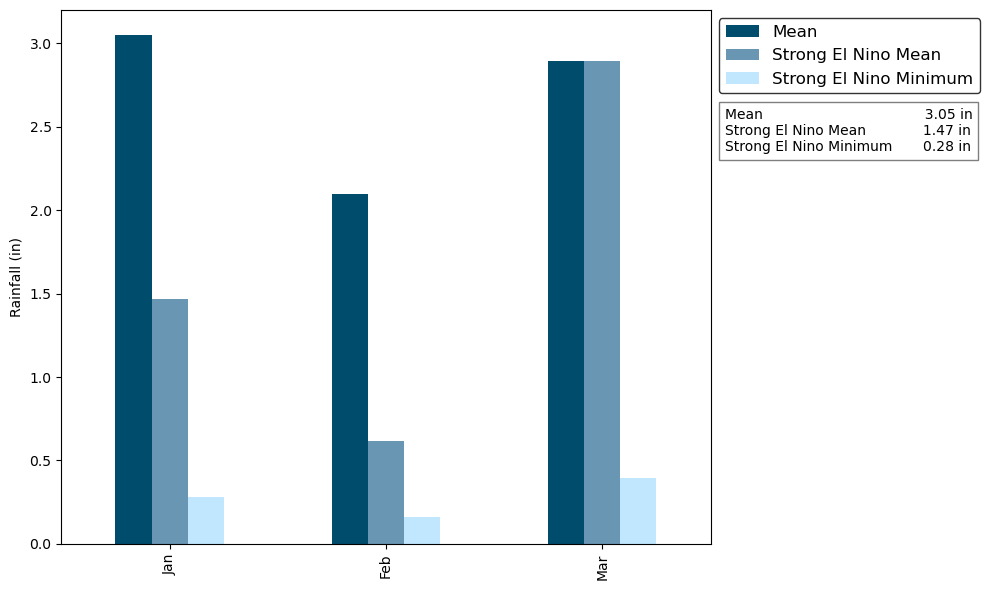 Mean
Strong El Nino Mean
Strong El Nino Minimum
Mean 3.05 in
Strong El Nino Mean 1.47 in
Strong El Nino Minimum 0.28 in
Rainfall (in)
3.0
2.5
2.0
1.5
1.0
0.5
0.0
Jan
Feb
Mar